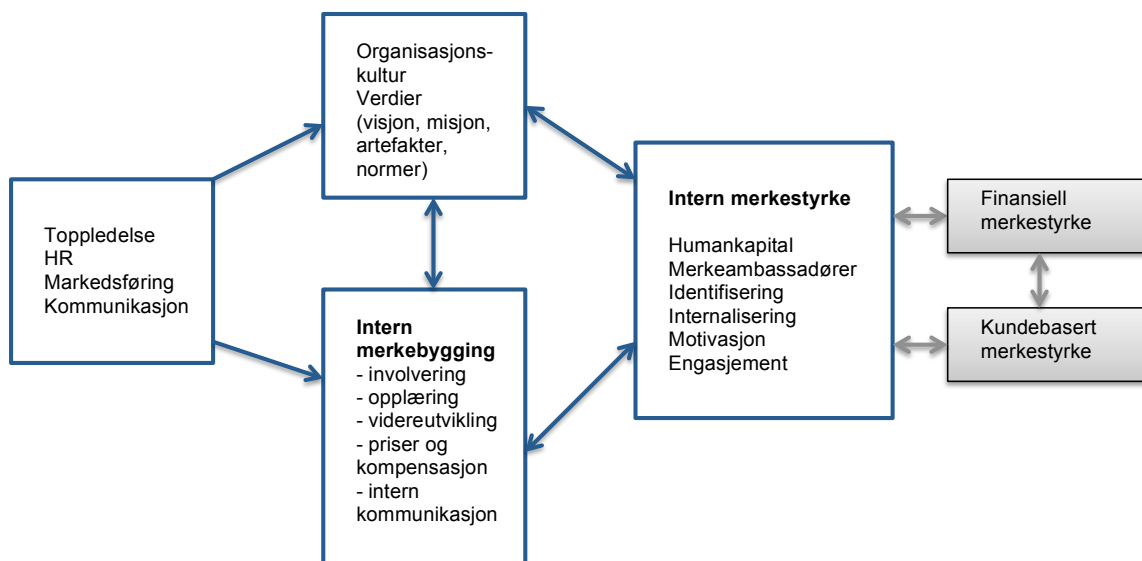 Toppledelse
HR
Markedsføring
Kommunikasjon
Organisasjons-
kultur
Verdier
(visjon, misjon,
artefakter,
normer)
Intern
merkebygging
- involvering
- opplæring
- videreutvikling
- priser og
kompensasjon
- intern
kommunikasjon
Intern merkestyrke
Humankapital
Merkeambassadører
Identifisering
Internalisering
Motivasjon
Engasjement
Finansiell
merkestyrke
Kundebasert
merkestyrke